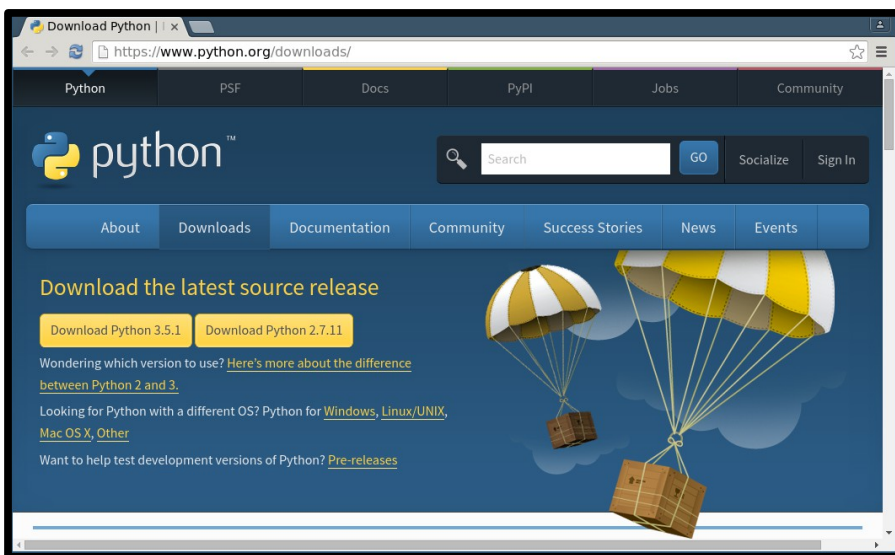 Download Python |
https://www.python.org/downloads/
Python PSF Docs PyPI Jobs Community
python™
Search GO Socialize Sign In
About Downloads Documentation Community Success Stories News Events
Download the latest source release
Download Python 3.5.1 Download Python 2.7.11
Wondering which version to use? Here's more about the difference
between Python 2 and 3.
Looking for Python with a different OS? Python for Windows, Linux/UNIX,
Mac OS X, Other
Want to help test development versions of Python? Pre-releases